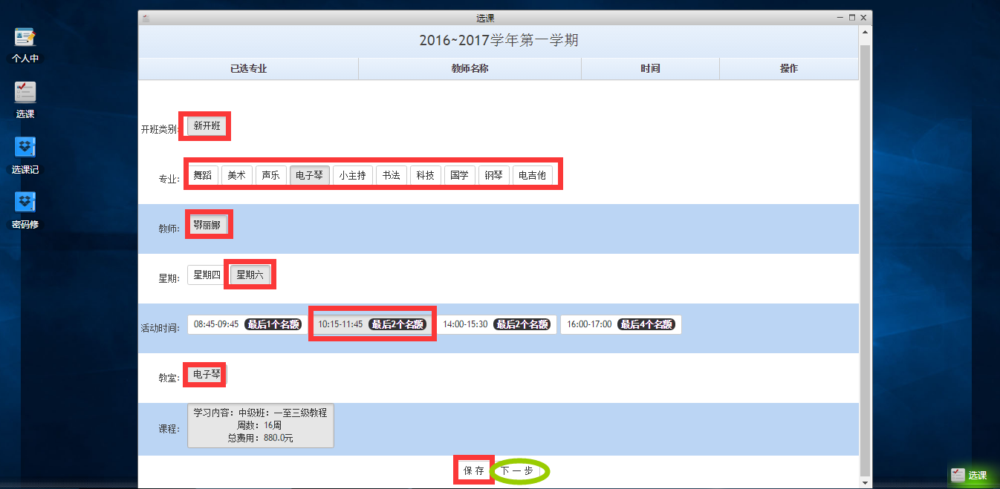 选课
个人中
选课
选课记
密码修
2016~2017学年第一学期
已选专业 教师名称 时间 操作
开班类别: 新开班
专业: 舞蹈 美术 声乐 电子琴 小主持 书法 科技 国学 钢琴 电吉他
教师: 鄂丽娜
星期: 星期四 星期六
活动时间: 08:45-09:45 最后1个名额 10:15-11:45 最后2个名额 14:00-15:30 最后2个名额 16:00-17:00 最后4个名额
教室: 电子琴
课程: 学习内容：中级班：一至三级教程
周数：16周
总费用：880.0元
保 存 下 一 步
选课